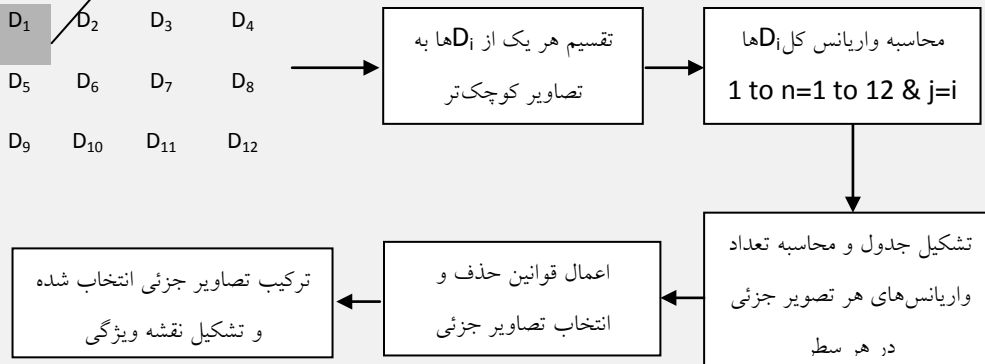 D₁ D₂ D₃ D₄
D₅ D₆ D₇ D₈
D₉ D₁₀ D₁₁ D₁₂
تقسیم هر یک از Dᵢها به
تصاویر کوچک‌تر
محاسبه واریانس کل Dᵢها
1 to n=1 to 12 & j=i
تشکیل جدول و محاسبه تعداد
واریانس‌های هر تصویر جزئی
در هر سطر
اعمال قوانین حذف و
انتخاب تصاویر جزئی
ترکیب تصاویر جزئی انتخاب شده
و تشکیل نقشه ویژگی